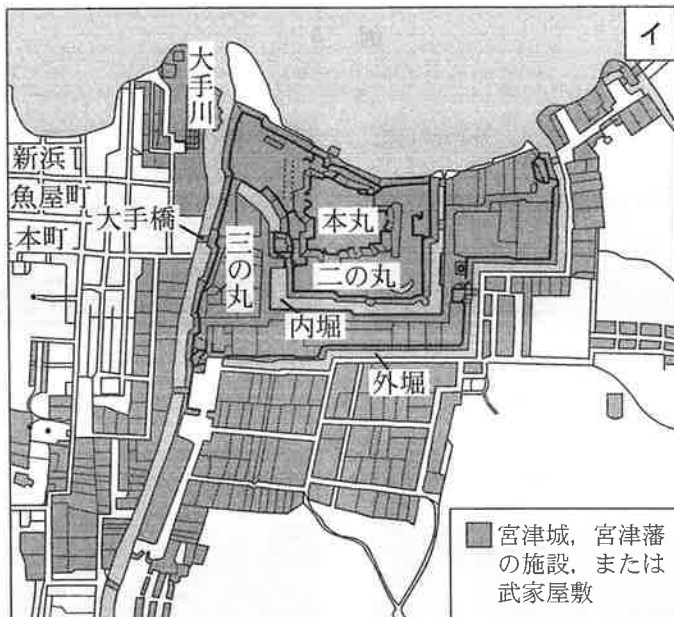 イ
大手川
新浜
魚屋町
本町
大手橋
三の丸
本丸
二の丸
内堀
外堀
宮津城，宮津藩
の施設，または
武家屋敷